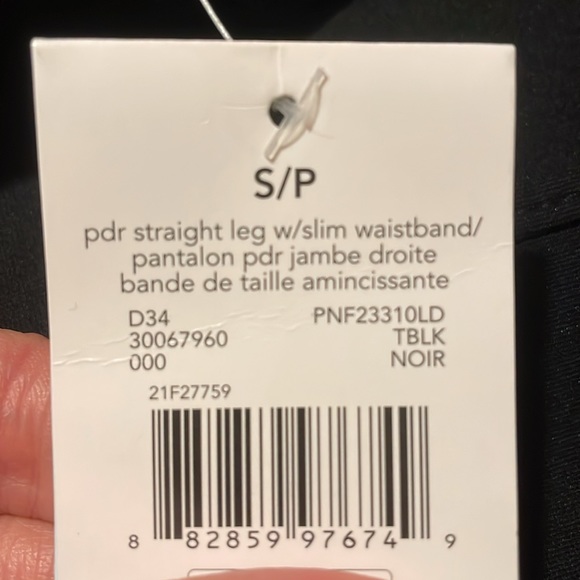 S/P
pdr straight leg w/slim waistband/
pantalon pdr jambe droite
bande de taille amincissante
D34 PNF23310LD
30067960 TBLK
000 NOIR
21F27759
8 82859 97674 9